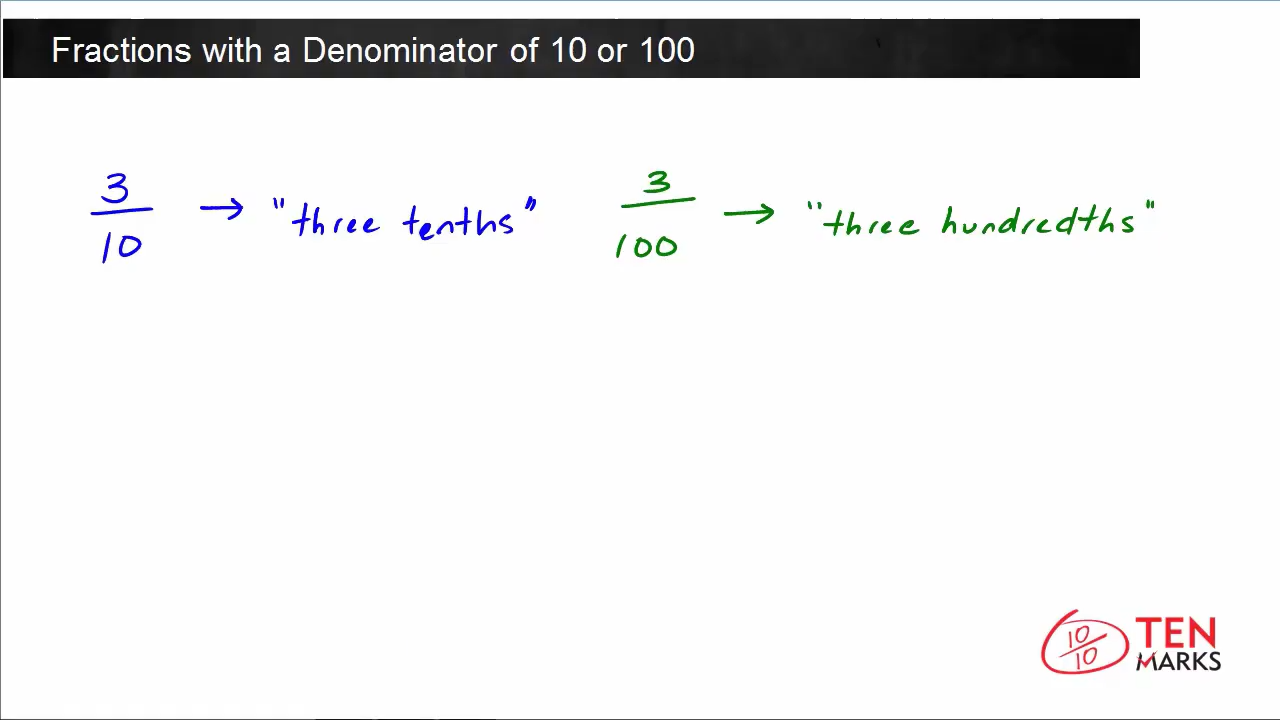 Fractions with a Denominator of 10 or 100
3/10 → "three tenths"
3/100 → "three hundredths"
10/10
TEN
MARKS